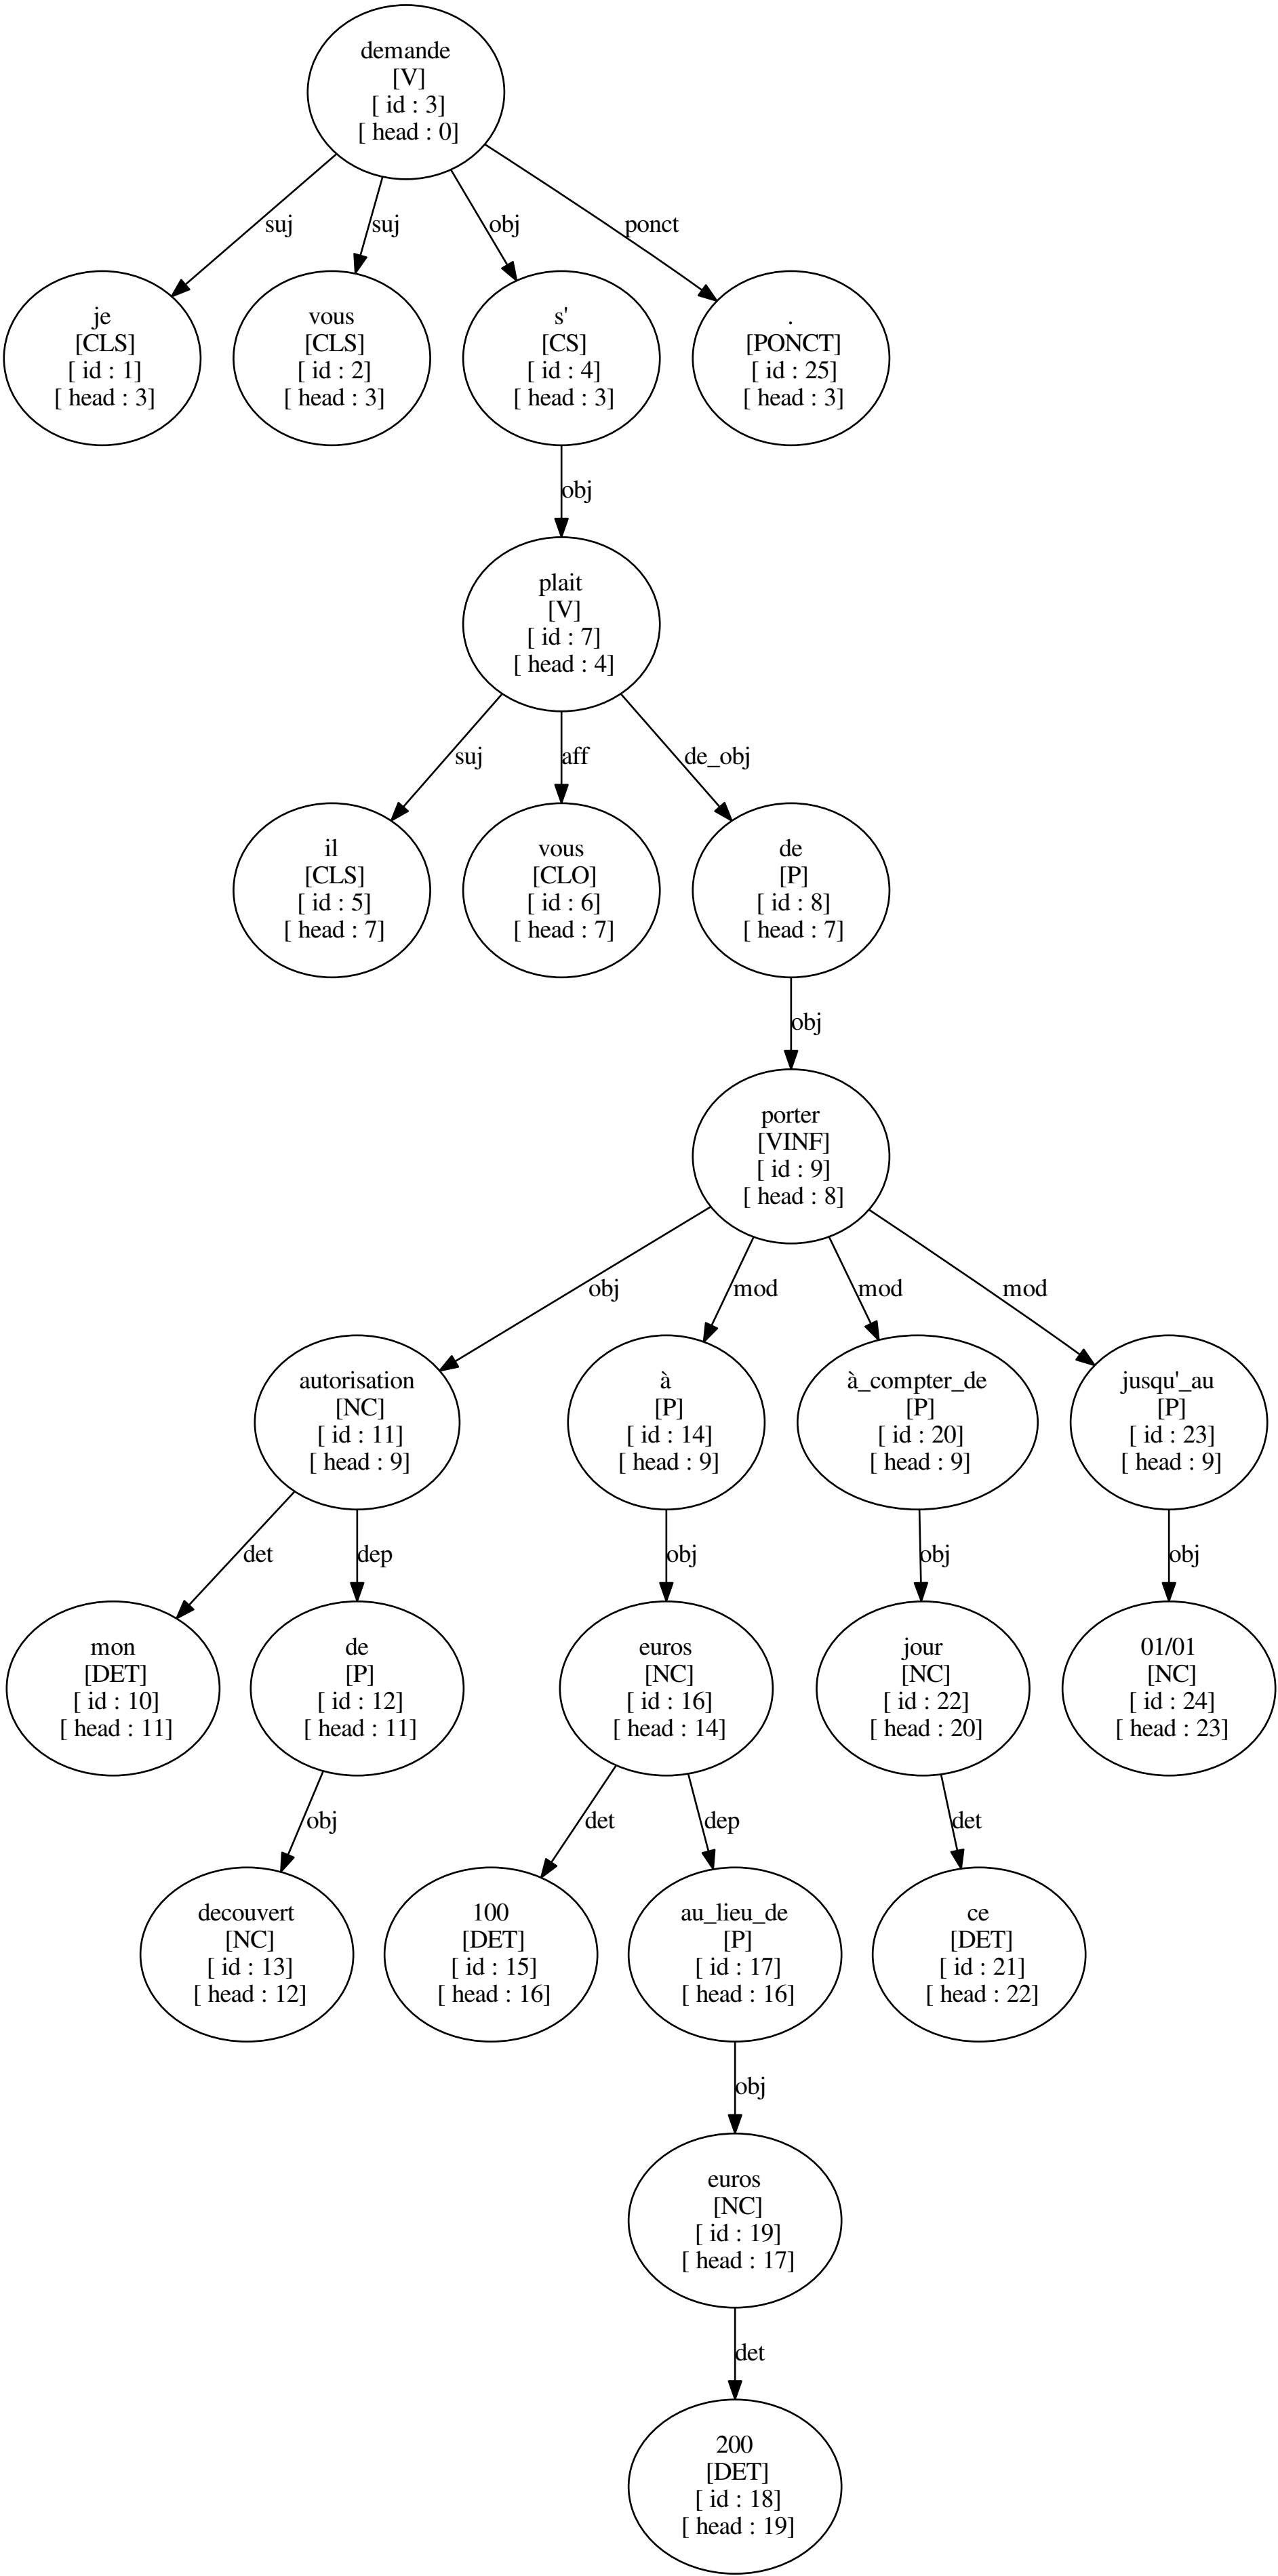 demande
[V]
[ id : 3]
[ head : 0]
suj
suj
obj
ponct
je
[CLS]
[ id : 1]
[ head : 3]
vous
[CLS]
[ id : 2]
[ head : 3]
s'
[CS]
[ id : 4]
[ head : 3]
.
[PONCT]
[ id : 25]
[ head : 3]
obj
plait
[V]
[ id : 7]
[ head : 4]
suj
aff
de_obj
il
[CLS]
[ id : 5]
[ head : 7]
vous
[CLO]
[ id : 6]
[ head : 7]
de
[P]
[ id : 8]
[ head : 7]
obj
porter
[VINF]
[ id : 9]
[ head : 8]
obj
mod
mod
mod
autorisation
[NC]
[ id : 11]
[ head : 9]
à
[P]
[ id : 14]
[ head : 9]
à_compter_de
[P]
[ id : 20]
[ head : 9]
jusqu'_au
[P]
[ id : 23]
[ head : 9]
det
dep
obj
obj
obj
mon
[DET]
[ id : 10]
[ head : 11]
de
[P]
[ id : 12]
[ head : 11]
euros
[NC]
[ id : 16]
[ head : 14]
jour
[NC]
[ id : 22]
[ head : 20]
01/01
[NC]
[ id : 24]
[ head : 23]
obj
det
dep
det
decouvert
[NC]
[ id : 13]
[ head : 12]
100
[DET]
[ id : 15]
[ head : 16]
au_lieu_de
[P]
[ id : 17]
[ head : 16]
ce
[DET]
[ id : 21]
[ head : 22]
obj
euros
[NC]
[ id : 19]
[ head : 17]
det
200
[DET]
[ id : 18]
[ head : 19]